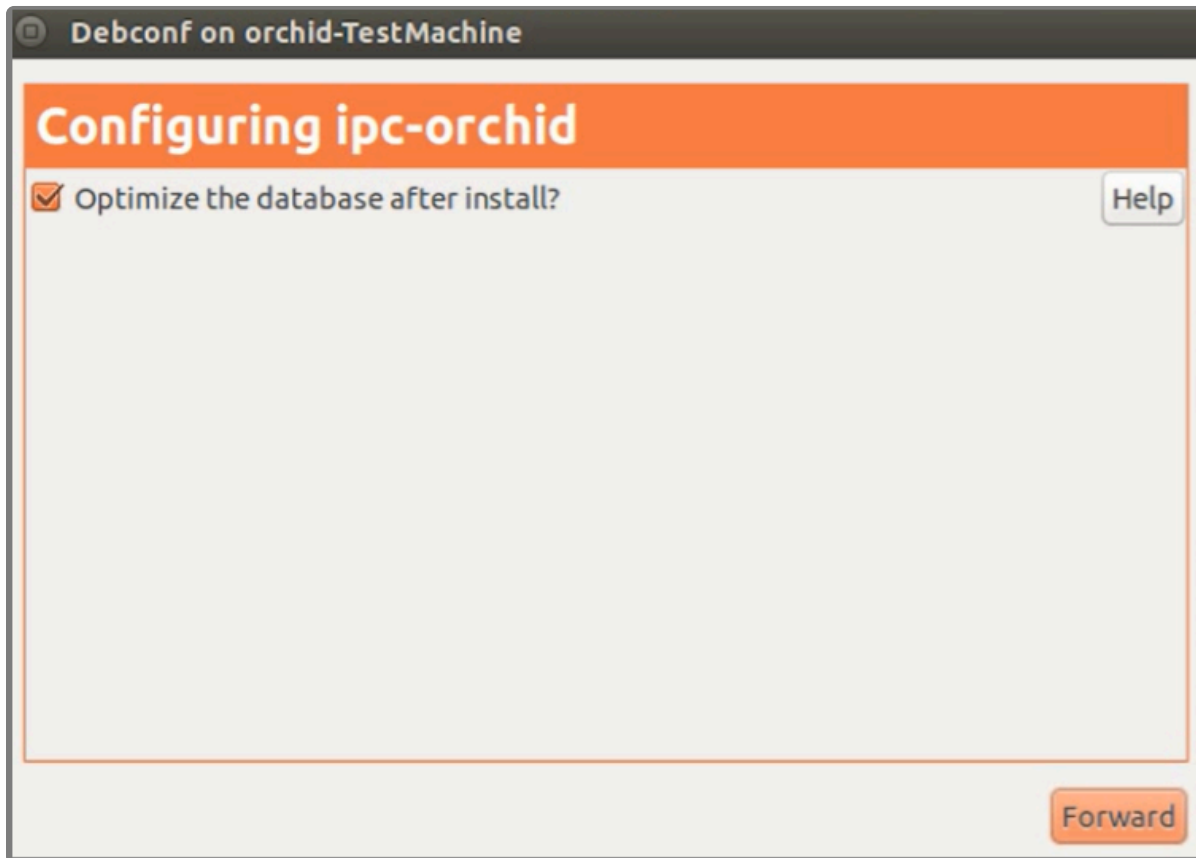 Debconf on orchid-TestMachine
Configuring ipc-orchid
Optimize the database after install?
Help
Forward